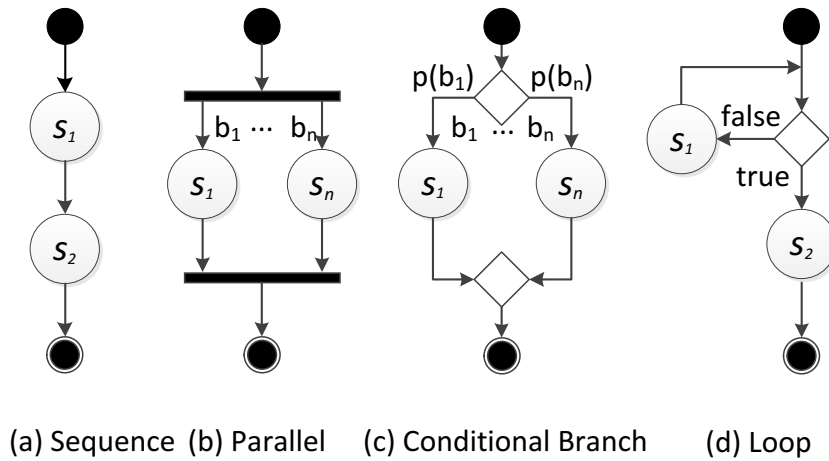 p(b1) p(bn)
b1 ... bn
b1 ... bn
false
true
s1
s2
s1
sn
s1
sn
s1
s2
(a) Sequence (b) Parallel (c) Conditional Branch (d) Loop